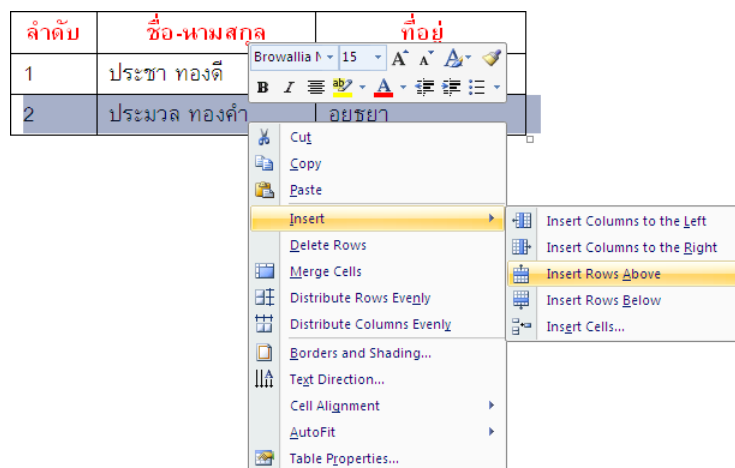 ลำดับ ชื่อ-นามสกุล ที่อยู่
1 ประชา ทองดี
2 ประมวล ทองคำ อยุธยา
Browallia N 15 A A A
B I ab A
Cut
Copy
Paste
Insert
Delete Rows
Merge Cells
Distribute Rows Evenly
Distribute Columns Evenly
Borders and Shading...
Text Direction...
Cell Alignment
AutoFit
Table Properties...
Insert Columns to the Left
Insert Columns to the Right
Insert Rows Above
Insert Rows Below
Insert Cells...